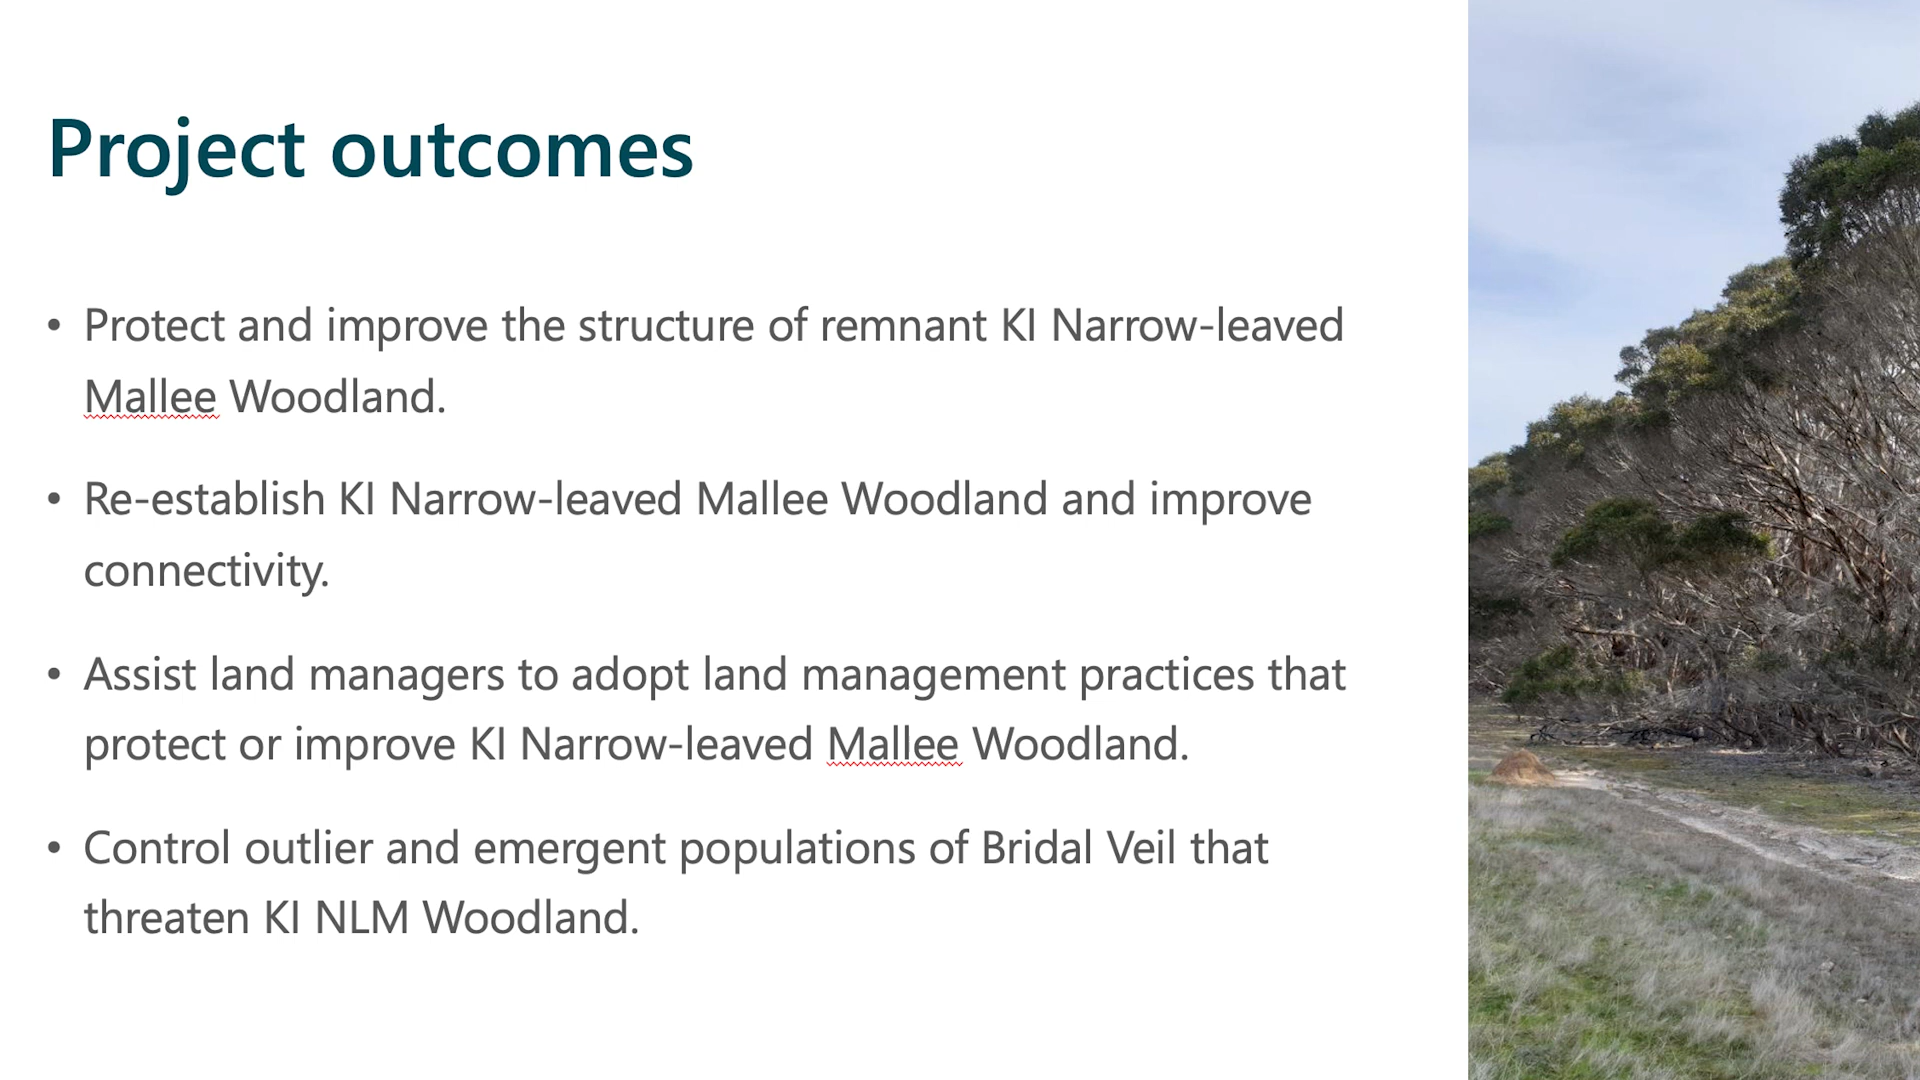 Project outcomes
• Protect and improve the structure of remnant KI Narrow-leaved
Mallee Woodland.
• Re-establish KI Narrow-leaved Mallee Woodland and improve
connectivity.
• Assist land managers to adopt land management practices that
protect or improve KI Narrow-leaved Mallee Woodland.
• Control outlier and emergent populations of Bridal Veil that
threaten KI NLM Woodland.